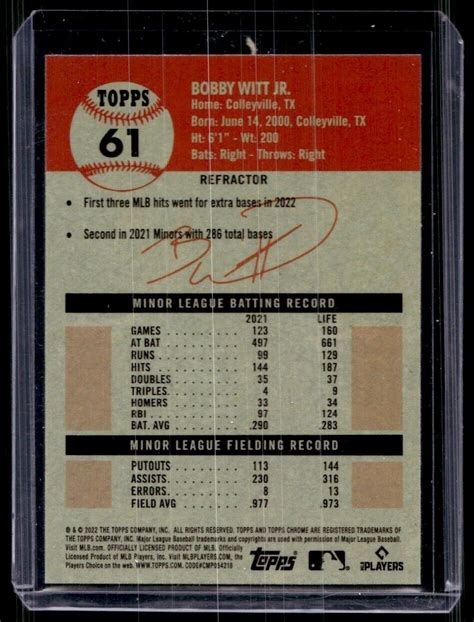 TOPPS
61
BOBBY WITT JR.
Home: Colleyville, TX
Born: June 14, 2000, Colleyville, TX
Ht: 6'1" - Wt: 200
Bats: Right - Throws: Right
REFRACTOR
• First three MLB hits went for extra bases in 2022
• Second in 2021 Minors with 286 total bases
MINOR LEAGUE BATTING RECORD
2021 LIFE
GAMES . . . . . . . . . 123 160
AT BAT . . . . . . . . . 497 661
RUNS . . . . . . . . . 99 129
HITS . . . . . . . . . 144 187
DOUBLES . . . . . . . . 35 37
TRIPLES . . . . . . . . 4 9
HOMERS . . . . . . . . 33 34
RBI . . . . . . . . . 97 124
BAT. AVG . . . . . . . . .290 .283
MINOR LEAGUE FIELDING RECORD
PUTOUTS . . . . . . . . 113 144
ASSISTS . . . . . . . . 230 316
ERRORS . . . . . . . . 8 13
FIELD AVG . . . . . . . .977 .973
® & © 2022 THE TOPPS COMPANY, INC. ALL RIGHTS RESERVED. TOPPS AND TOPPS CHROME ARE REGISTERED TRADEMARKS OF
THE TOPPS COMPANY, INC. Major League Baseball trademarks and copyrights are used with permission of Major League Baseball.
Visit MLB.com. OFFICIALLY LICENSED PRODUCT OF MLB. Officially
Licensed Product of MLB Players, Inc. Visit MLBPLAYERS.COM, the
Players Choice on the web. WWW.TOPPS.COM. CODE#CMP054218
Topps
PLAYERS